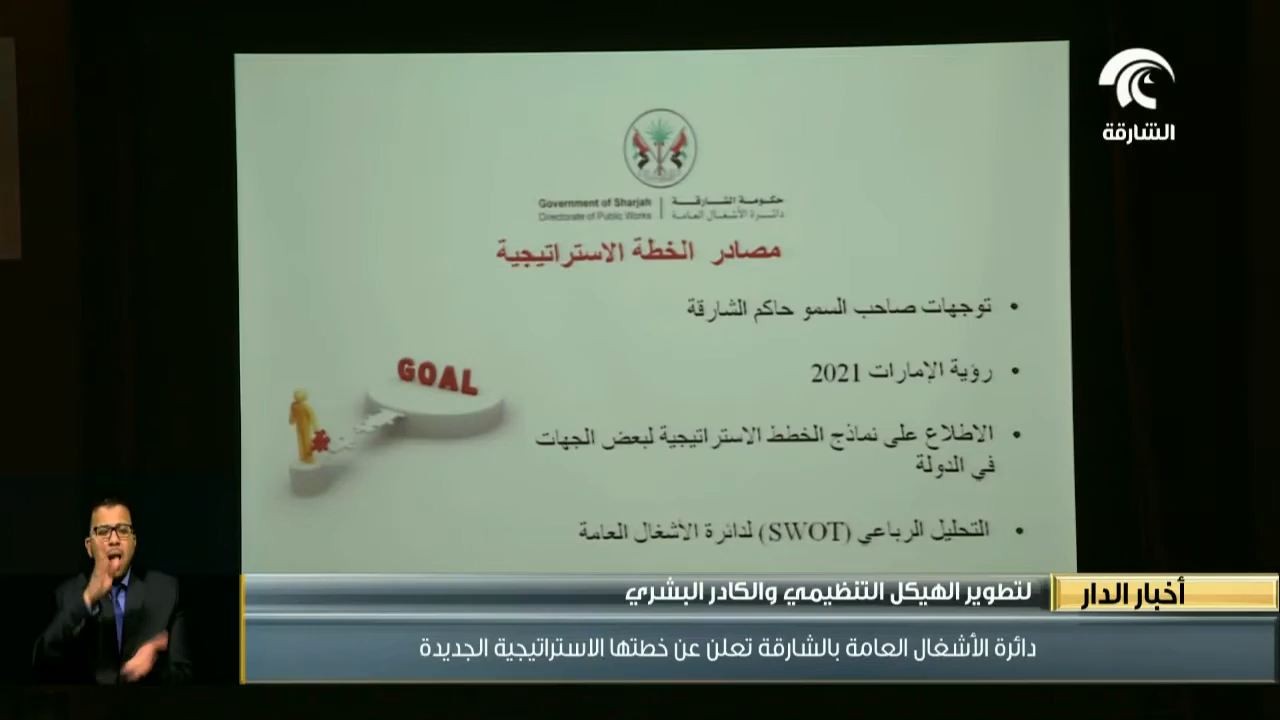 الشارقة
Government of Sharjah
Directorate of Public Works
حكومة الشارقة
دائرة الأشغال العامة
مصادر الخطة الاستراتيجية
• توجهات صاحب السمو حاكم الشارقة
• رؤية الإمارات 2021
• الاطلاع على نماذج الخطط الاستراتيجية لبعض الجهات
في الدولة
• التحليل الرباعي (SWOT) لدائرة الأشغال العامة
GOAL
أخبار الدار
لتطوير الهيكل التنظيمي والكادر البشري
دائرة الأشغال العامة بالشارقة تعلن عن خطتها الاستراتيجية الجديدة